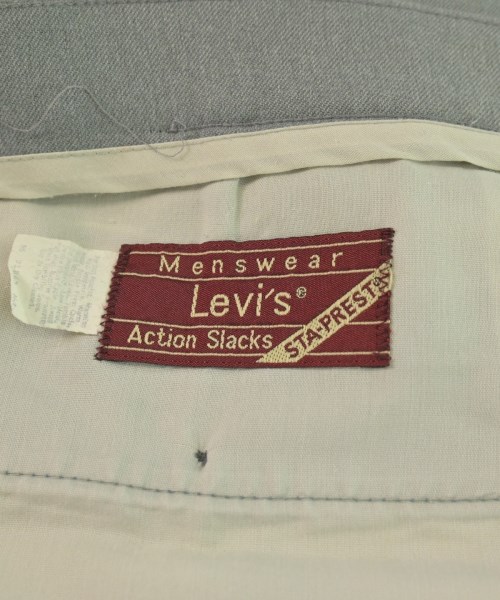 Menswear
Levi's®
Action Slacks
STA-PREST®